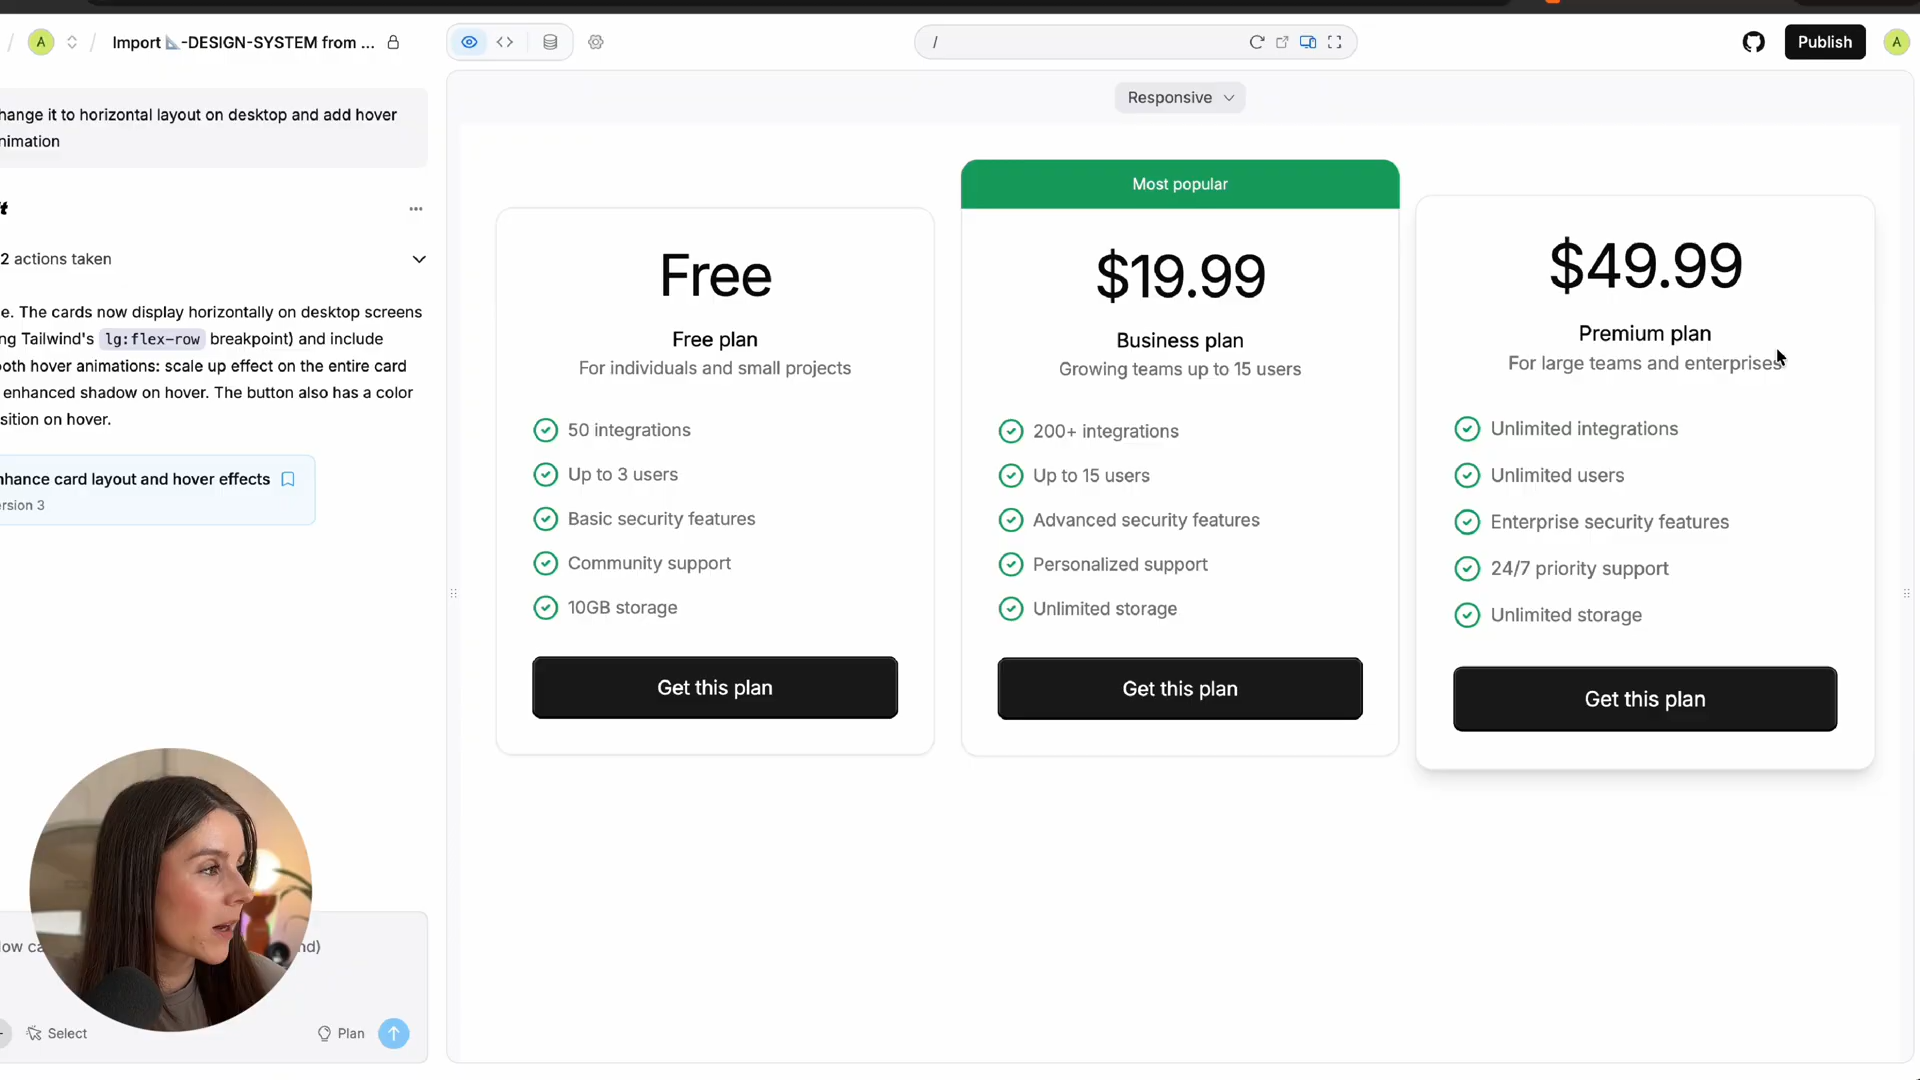 / A / Import -DESIGN-SYSTEM from ...
/
Publish
A
Responsive
hange it to horizontal layout on desktop and add hover
nimation
lt
2 actions taken
e. The cards now display horizontally on desktop screens
ng Tailwind's lg:flex-row breakpoint) and include
oth hover animations: scale up effect on the entire card
enhanced shadow on hover. The button also has a color
sition on hover.
nhance card layout and hover effects
ersion 3
low ca nd)
Select
Plan
Free
Free plan
For individuals and small projects
50 integrations
Up to 3 users
Basic security features
Community support
10GB storage
Get this plan
Most popular
$19.99
Business plan
Growing teams up to 15 users
200+ integrations
Up to 15 users
Advanced security features
Personalized support
Unlimited storage
Get this plan
$49.99
Premium plan
For large teams and enterprises
Unlimited integrations
Unlimited users
Enterprise security features
24/7 priority support
Unlimited storage
Get this plan